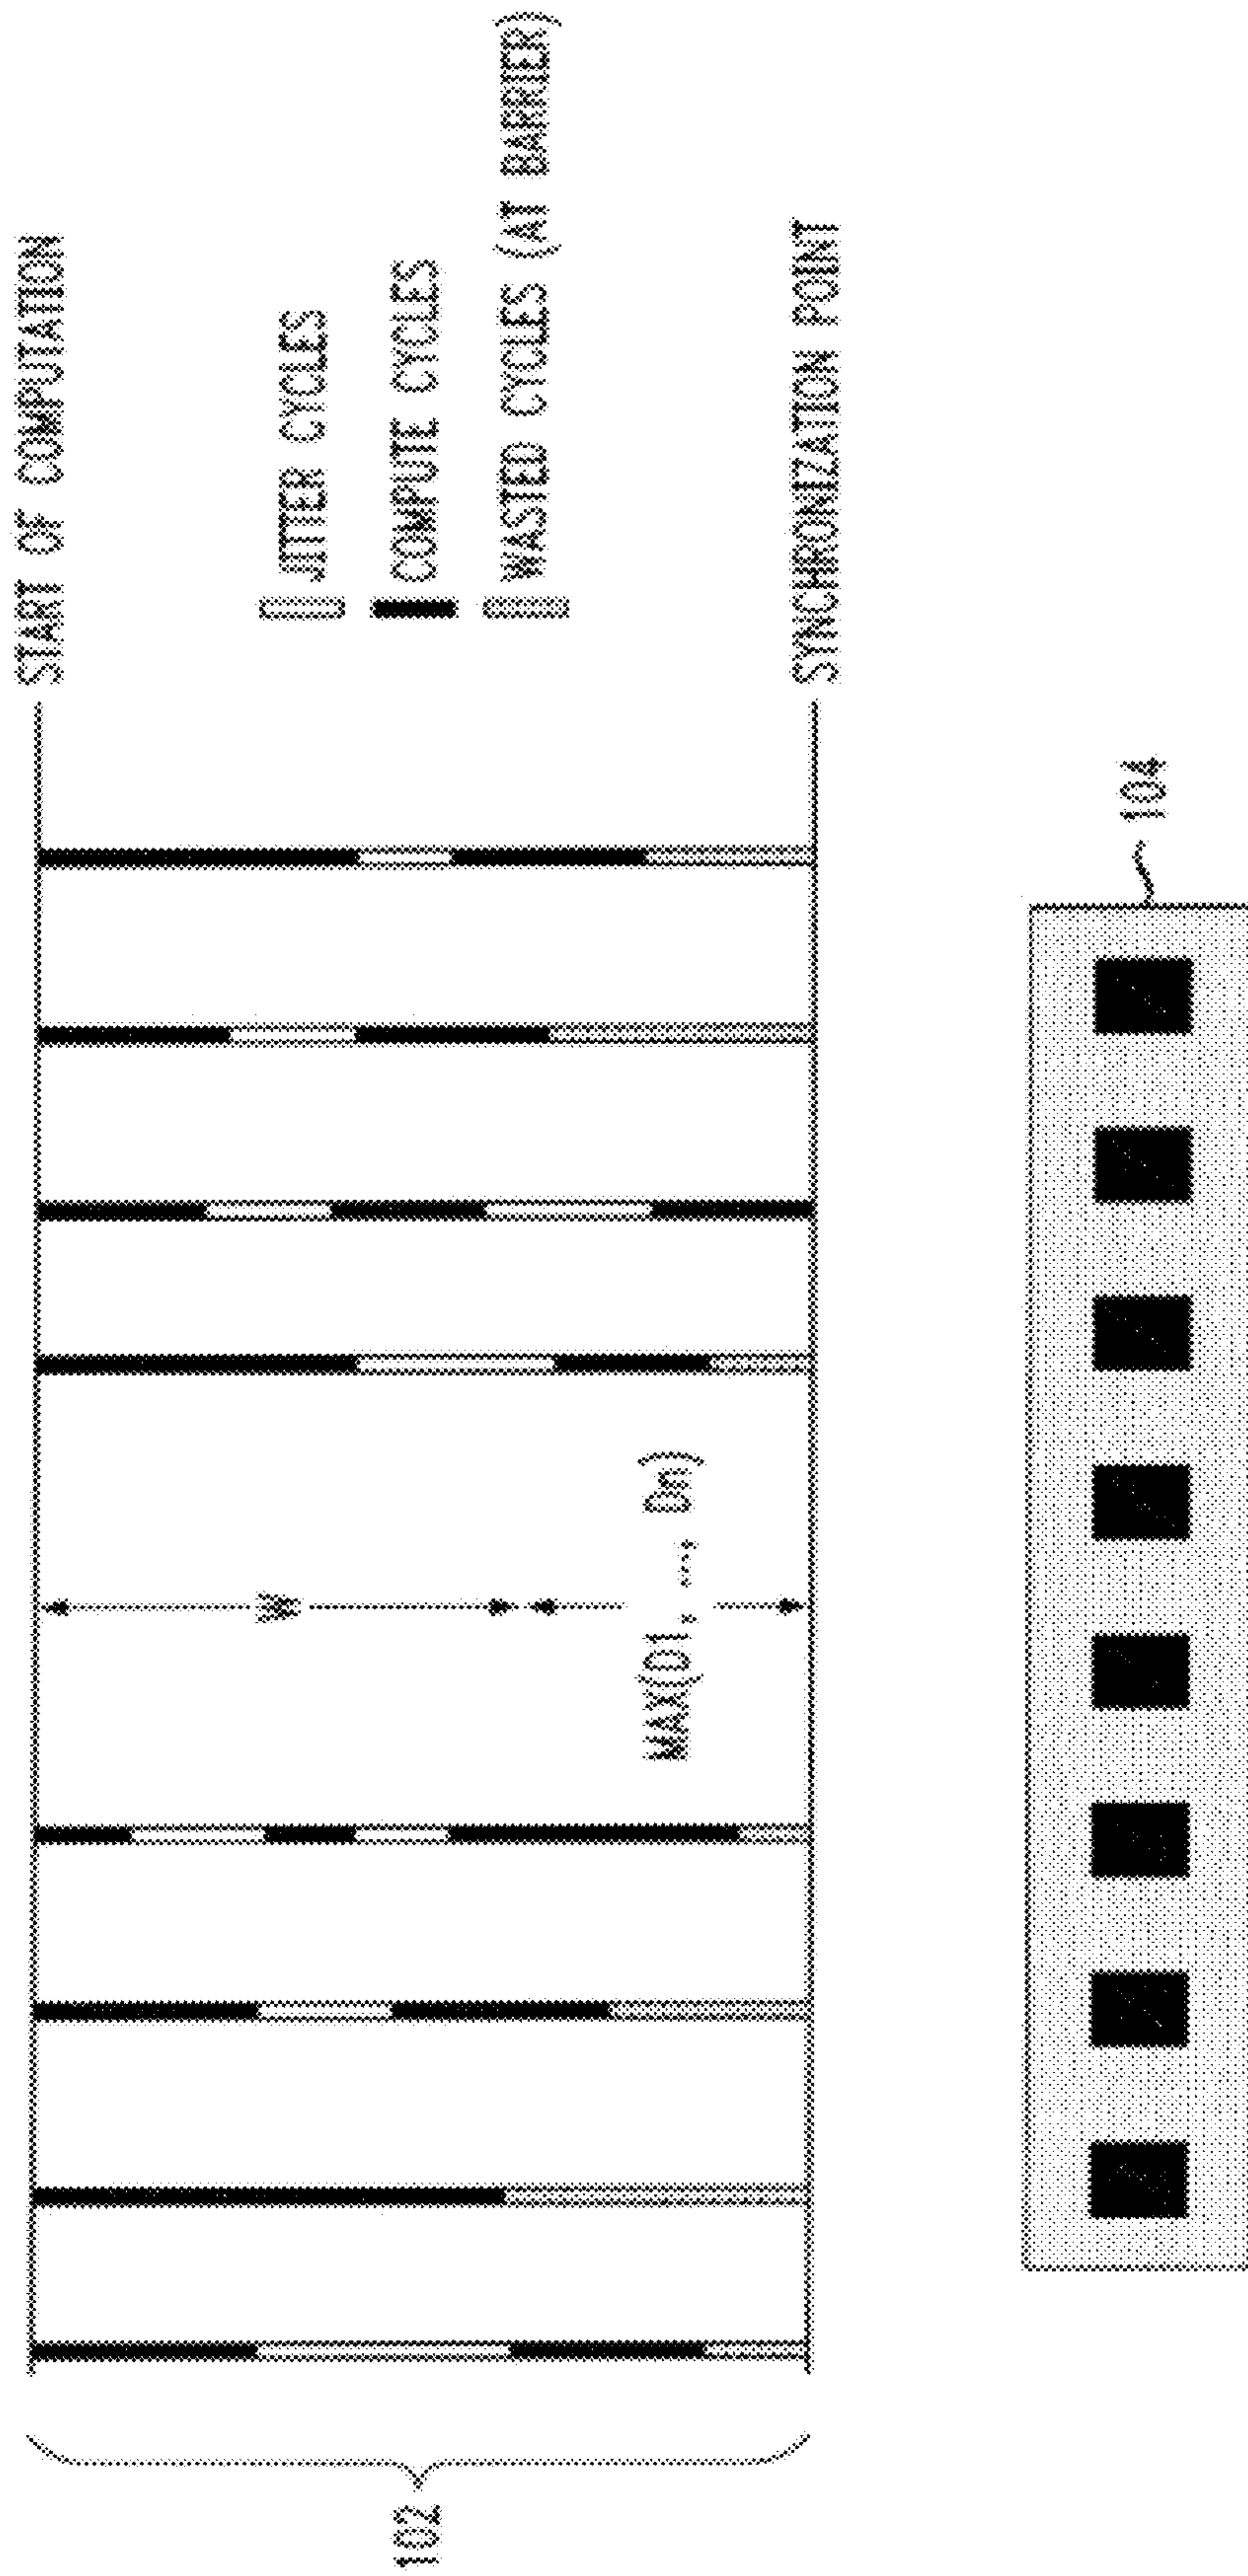 START OF COMPUTATION
JITTER CYCLES
COMPUTE CYCLES
WASTED CYCLES (AT BARRIER)
SYNCHRONIZATION POINT
W
MAX(D1, --, Dn)
102
104